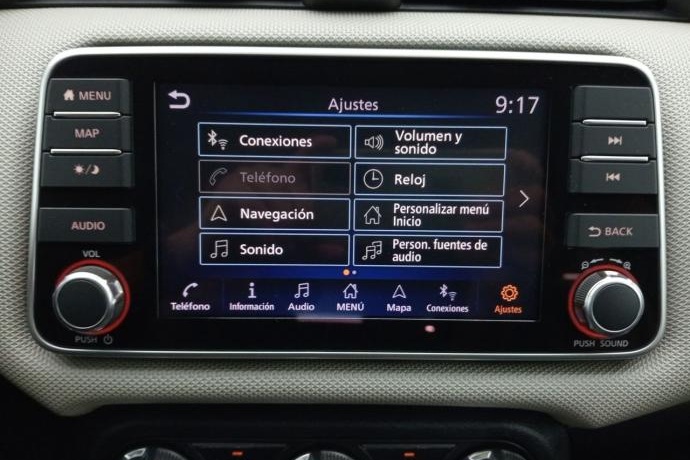 MENU
MAP
AUDIO
VOL
PUSH
Ajustes
9:17
Conexiones
Volumen y
sonido
Teléfono
Reloj
Navegación
Personalizar menú
Inicio
Sonido
Person. fuentes de
audio
Teléfono
Información
Audio
MENÚ
Mapa
Conexiones
Ajustes
BACK
PUSH SOUND